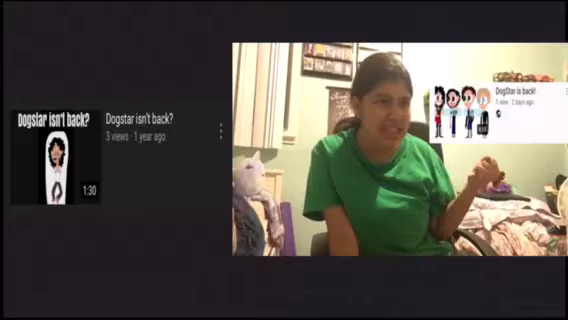 Dogstar isn't back?
Dogstar isn't back?
3 views · 1 year ago
1:30
DogStar is back!
1 view · 2 days ago